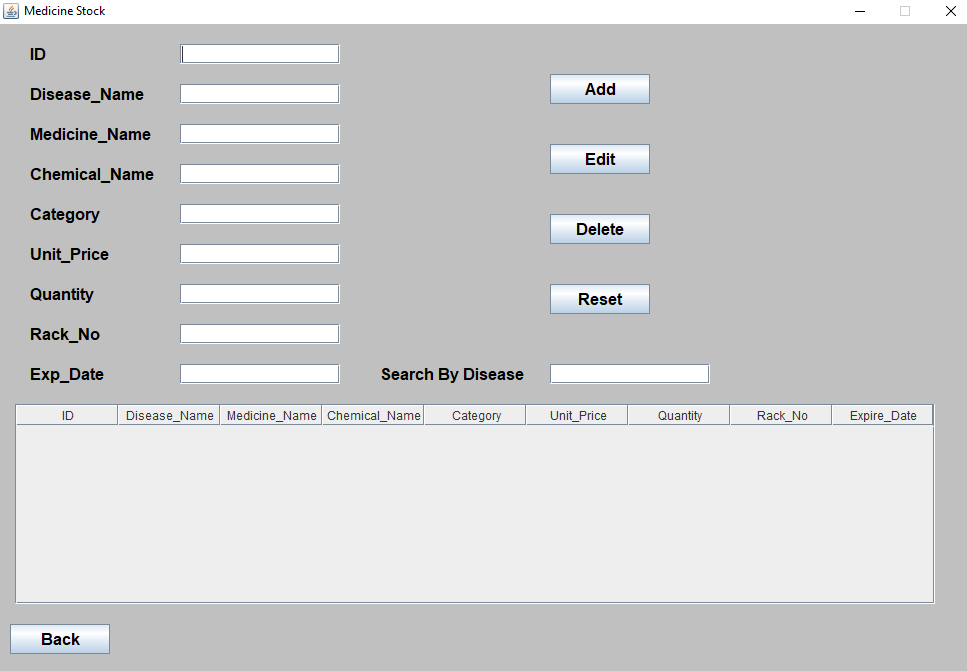 Medicine Stock
ID
Disease_Name
Add
Medicine_Name
Edit
Chemical_Name
Category
Delete
Unit_Price
Quantity
Reset
Rack_No
Exp_Date Search By Disease
ID Disease_Name Medicine_Name Chemical_Name Category Unit_Price Quantity Rack_No Expire_Date
Back